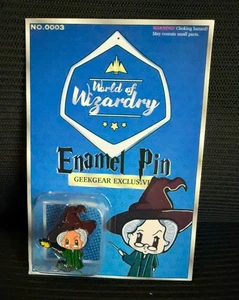 NO.0003
WARNING: Choking hazard!
May contain small parts.
World of
Wizardry
Enamel Pin
GEEKGEAR EXCLUSIVE